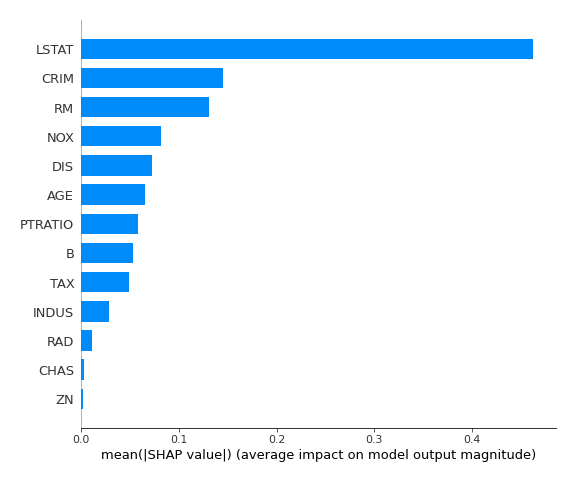 LSTAT
CRIM
RM
NOX
DIS
AGE
PTRATIO
B
TAX
INDUS
RAD
CHAS
ZN
0.0 0.1 0.2 0.3 0.4
mean(|SHAP value|) (average impact on model output magnitude)